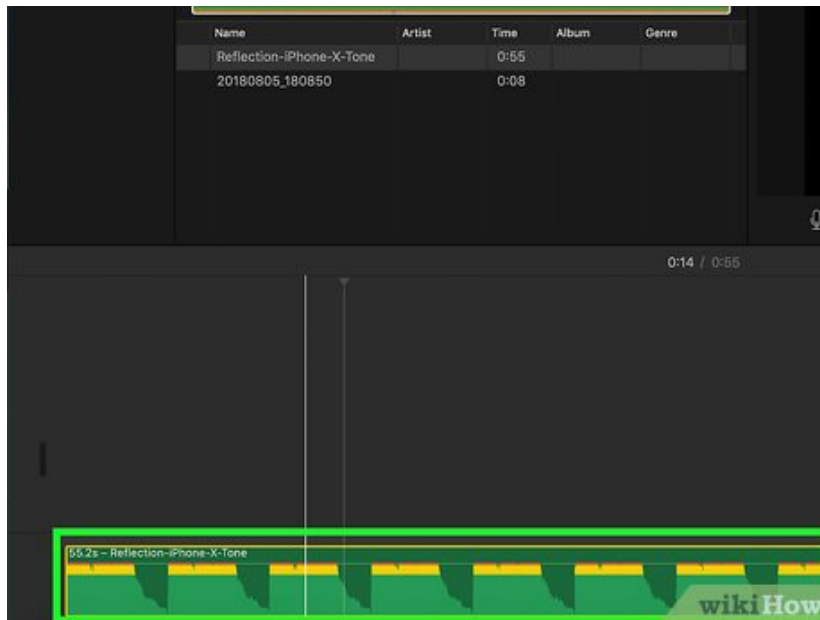 Name Artist Time Album Genre
Reflection-iPhone-X-Tone 0:55
20180805_180850 0:08
0:14 / 0:55
55.2s – Reflection-iPhone-X-Tone
wikiHow